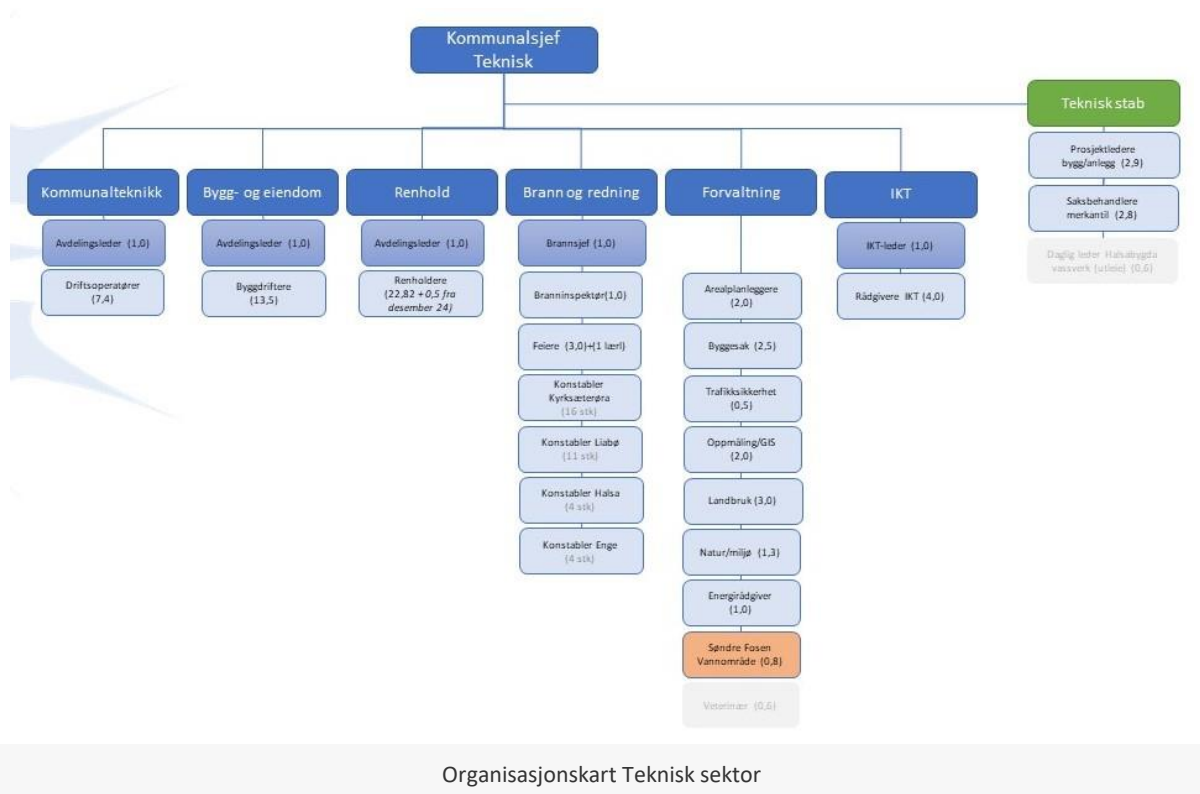 Kommunalsjef
Teknisk
Teknisk stab
Prosjektledere
bygg/anlegg (2,9)
Saksbehandlere
merkantil (2,8)
Daglig leder Halsabygda
vassverk (utleie) (0,6)
Kommunalteknikk
Avdelingsleder (1,0)
Driftsoperatører
(7,4)
Bygg- og eiendom
Avdelingsleder (1,0)
Byggdriftere
(13,5)
Renhold
Avdelingsleder (1,0)
Renholdere
(22,82 + 0,5 fra
desember 24)
Brann og redning
Brannsjef (1,0)
Branninspektør(1,0)
Feiere (3,0)+(1 lærl)
Konstabler
Kyrksæterøra
(16 stk)
Konstabler Liabø
(11 stk)
Konstabler Halsa
(4 stk)
Konstabler Enge
(4 stk)
Forvaltning
Arealplanleggere
(2,0)
Byggesak (2,5)
Trafikksikkerhet
(0,5)
Oppmåling/GIS
(2,0)
Landbruk (3,0)
Natur/miljø (1,3)
Energirådgiver
(1,0)
Søndre Fosen
Vannområde (0,8)
Veterinær (0,6)
IKT
IKT-leder (1,0)
Rådgivere IKT (4,0)
Organisasjonskart Teknisk sektor